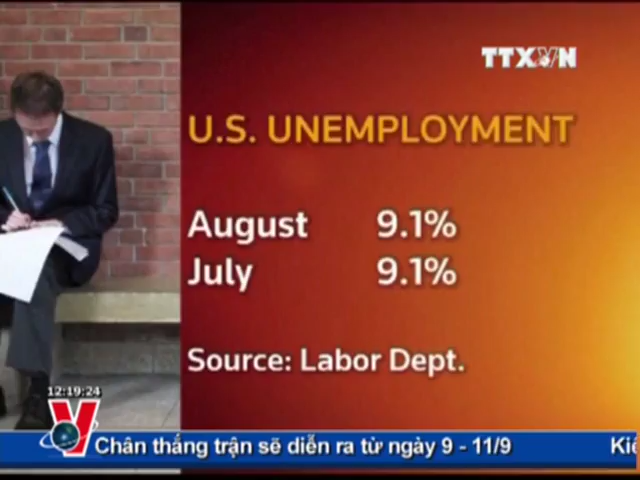 TTXVN
U.S. UNEMPLOYMENT
August 9.1%
July 9.1%
Source: Labor Dept.
12:19:24
V
Chân thắng trận sẽ diễn ra từ ngày 9 - 11/9 Kiê